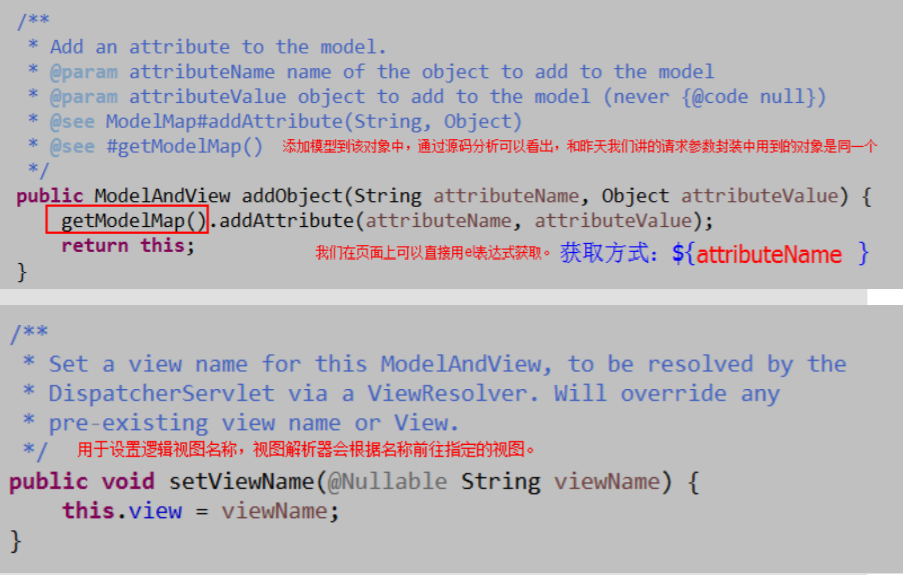 /**
* Add an attribute to the model.
* @param attributeName name of the object to add to the model
* @param attributeValue object to add to the model (never {@code null})
* @see ModelMap#addAttribute(String, Object)
* @see #getModelMap() 添加模型到该对象中，通过源码分析可以看出，和昨天我们讲的请求参数封装中用到的对象是同一个
*/
public ModelAndView addObject(String attributeName, Object attributeValue) {
getModelMap().addAttribute(attributeName, attributeValue);
return this; 我们在页面上可以直接用el表达式获取。 获取方式：${attributeName }
}
/**
* Set a view name for this ModelAndView, to be resolved by the
* DispatcherServlet via a ViewResolver. Will override any
* pre-existing view name or View.
*/ 用于设置逻辑视图名称，视图解析器会根据名称前往指定的视图。
public void setViewName(@Nullable String viewName) {
this.view = viewName;
}